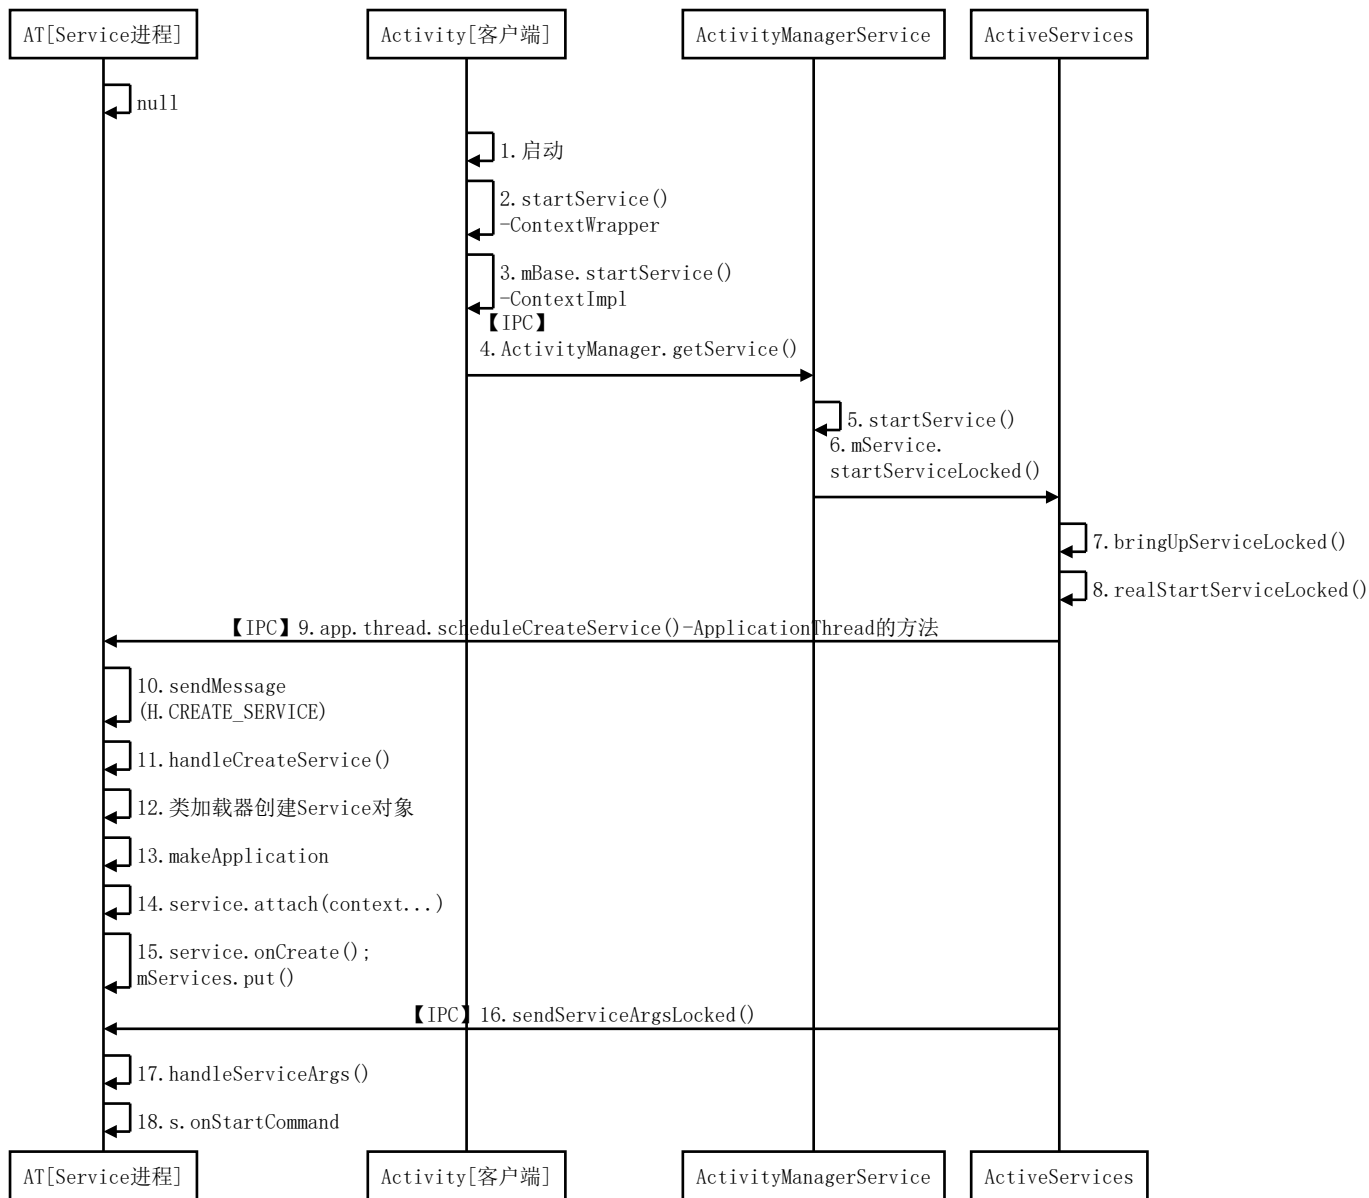 AT[Service进程]
Activity[客户端]
ActivityManagerService
ActiveServices
null
1.启动
2.startService()
-ContextWrapper
3.mBase.startService()
-ContextImpl
【IPC】
4.ActivityManager.getService()
5.startService()
6.mService.
startServiceLocked()
7.bringUpServiceLocked()
8.realStartServiceLocked()
【IPC】9.app.thread.scheduleCreateService()-ApplicationThread的方法
10.sendMessage
(H.CREATE_SERVICE)
11.handleCreateService()
12.类加载器创建Service对象
13.makeApplication
14.service.attach(context...)
15.service.onCreate();
mServices.put()
【IPC】16.sendServiceArgsLocked()
17.handleServiceArgs()
18.s.onStartCommand
AT[Service进程]
Activity[客户端]
ActivityManagerService
ActiveServices